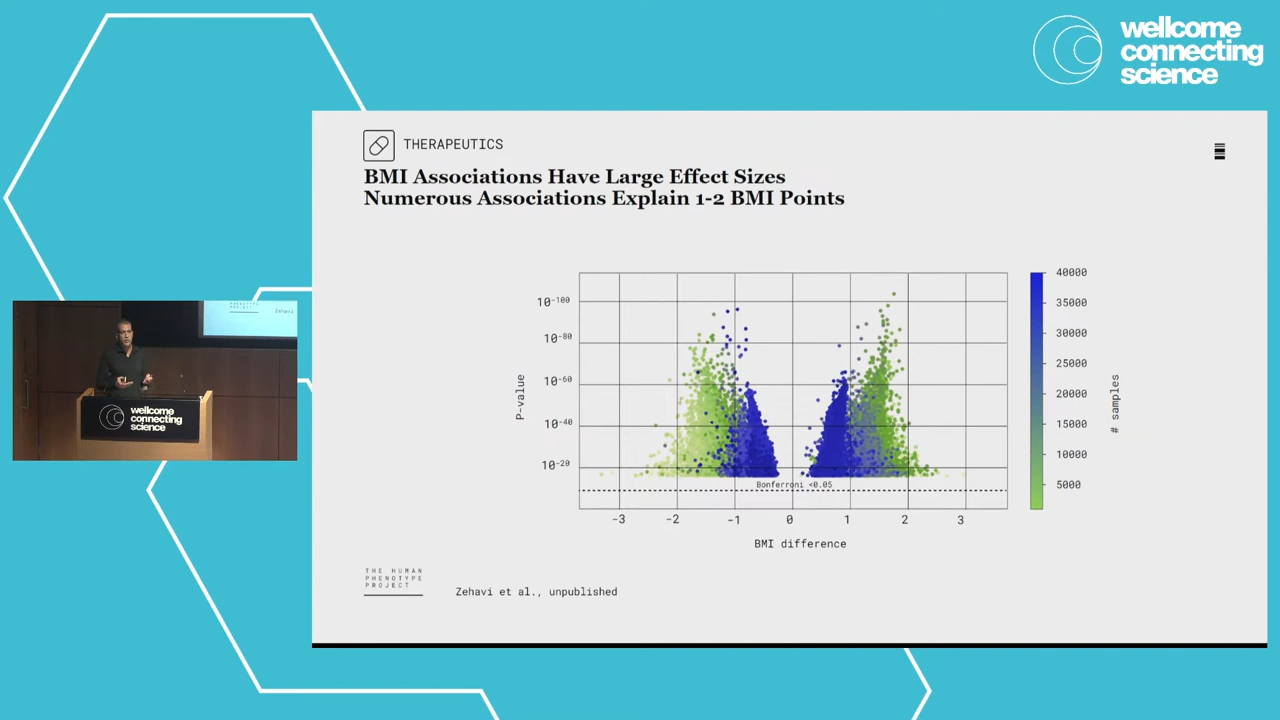 wellcome
connecting
science
THERAPEUTICS
BMI Associations Have Large Effect Sizes
Numerous Associations Explain 1-2 BMI Points
10-100
10-80
10-60
10-40
10-20
P-value
Bonferroni <0.05
-3 -2 -1 0 1 2 3
BMI difference
40000
35000
30000
25000
20000
15000
10000
5000
# samples
THE HUMAN
PHENOTYPE
PROJECT
Zehavi et al., unpublished
wellcome
connecting
science
Zehavi